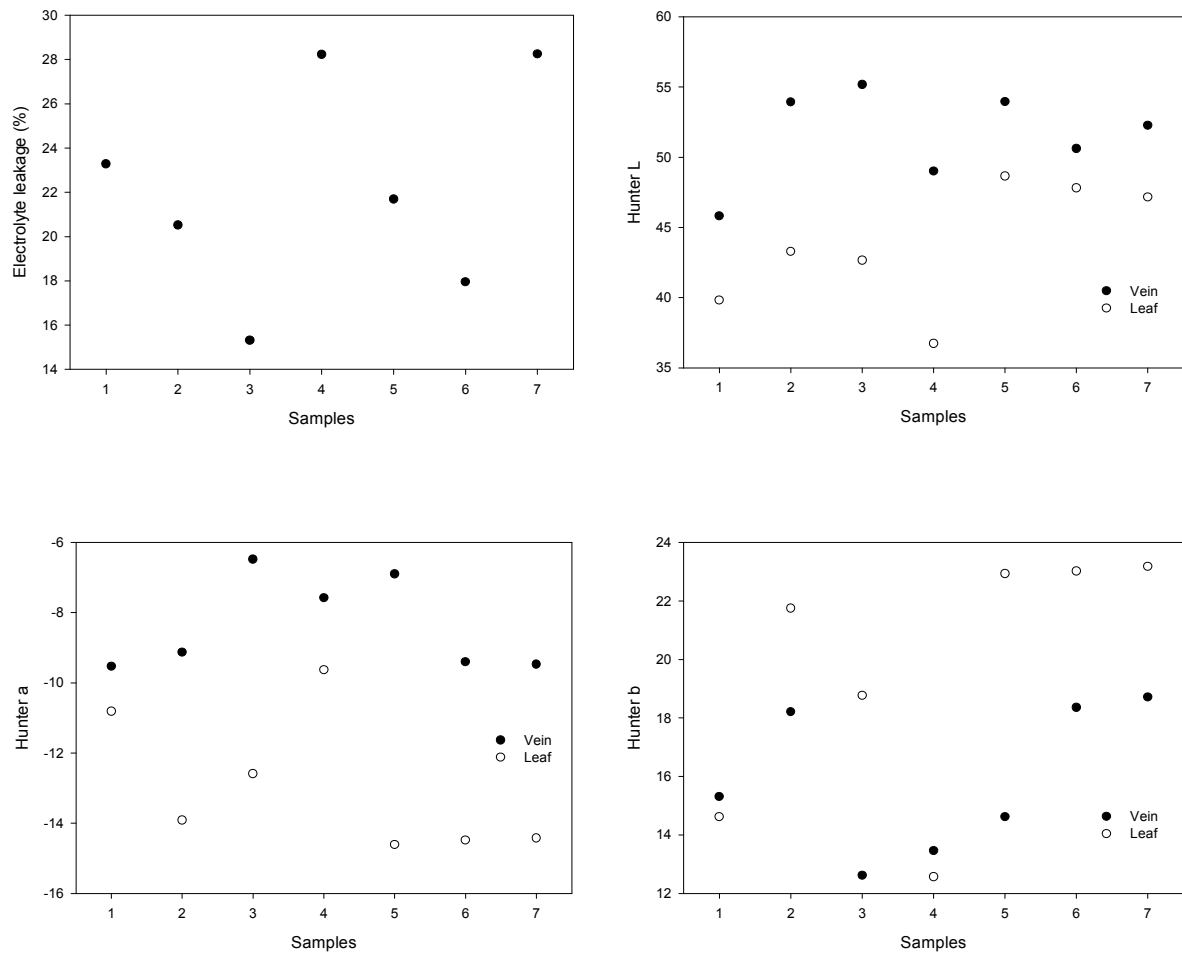 30
28
26
24
22
20
18
16
14
Electrolyte leakage (%)
1 2 3 4 5 6 7
Samples
60
55
50
45
40
35
Hunter L
Vein
Leaf
1 2 3 4 5 6 7
Samples
-6
-8
-10
-12
-14
-16
Hunter a
Vein
Leaf
1 2 3 4 5 6 7
Samples
24
22
20
18
16
14
12
Hunter b
Vein
Leaf
1 2 3 4 5 6 7
Samples